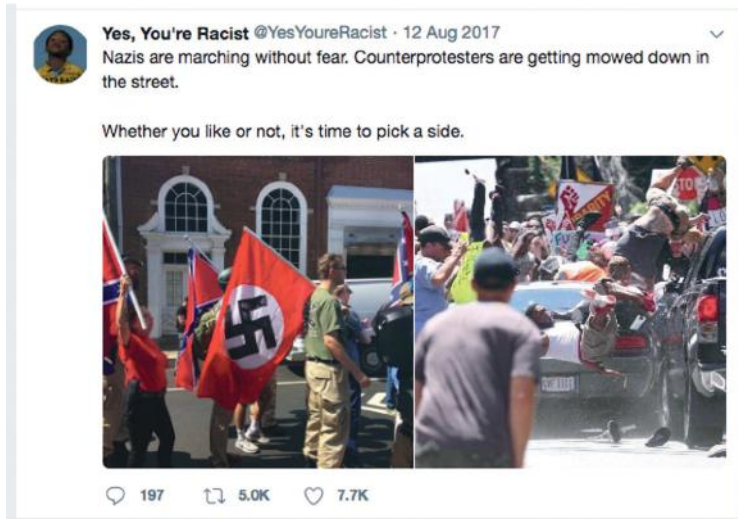 Yes, You're Racist @YesYoureRacist · 12 Aug 2017
Nazis are marching without fear. Counterprotesters are getting mowed down in
the street.
Whether you like or not, it's time to pick a side.
STO
197 5.0K 7.7K